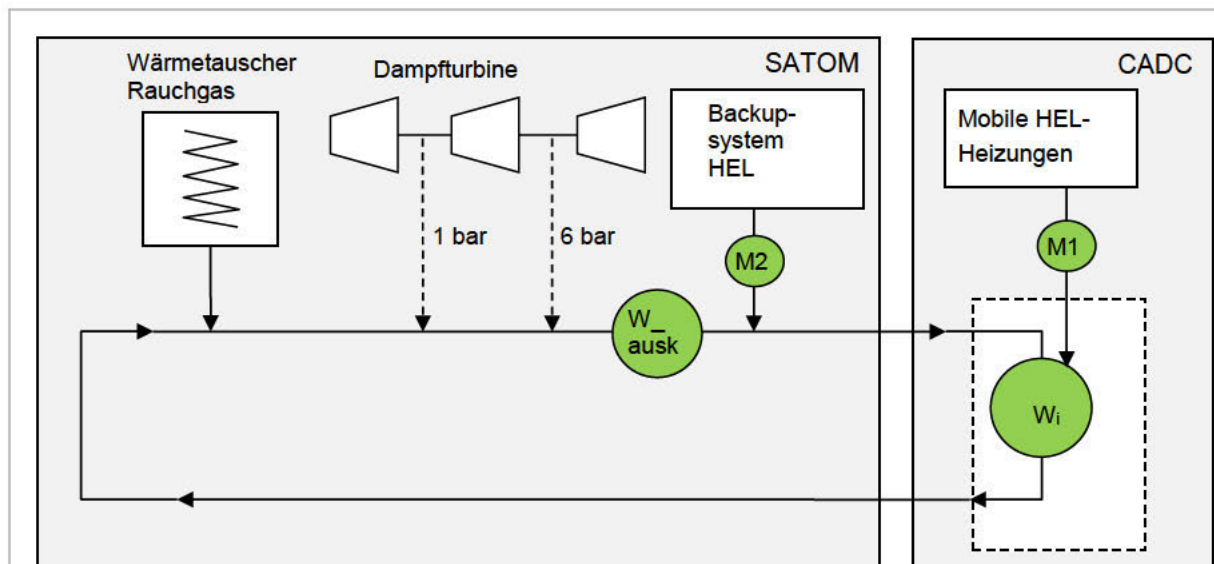 SATOM
CADC
Wärmetauscher
Rauchgas
Dampfturbine
Backup-
system
HEL
Mobile HEL-
Heizungen
1 bar
6 bar
M2
M1
W_
ausk
Wi